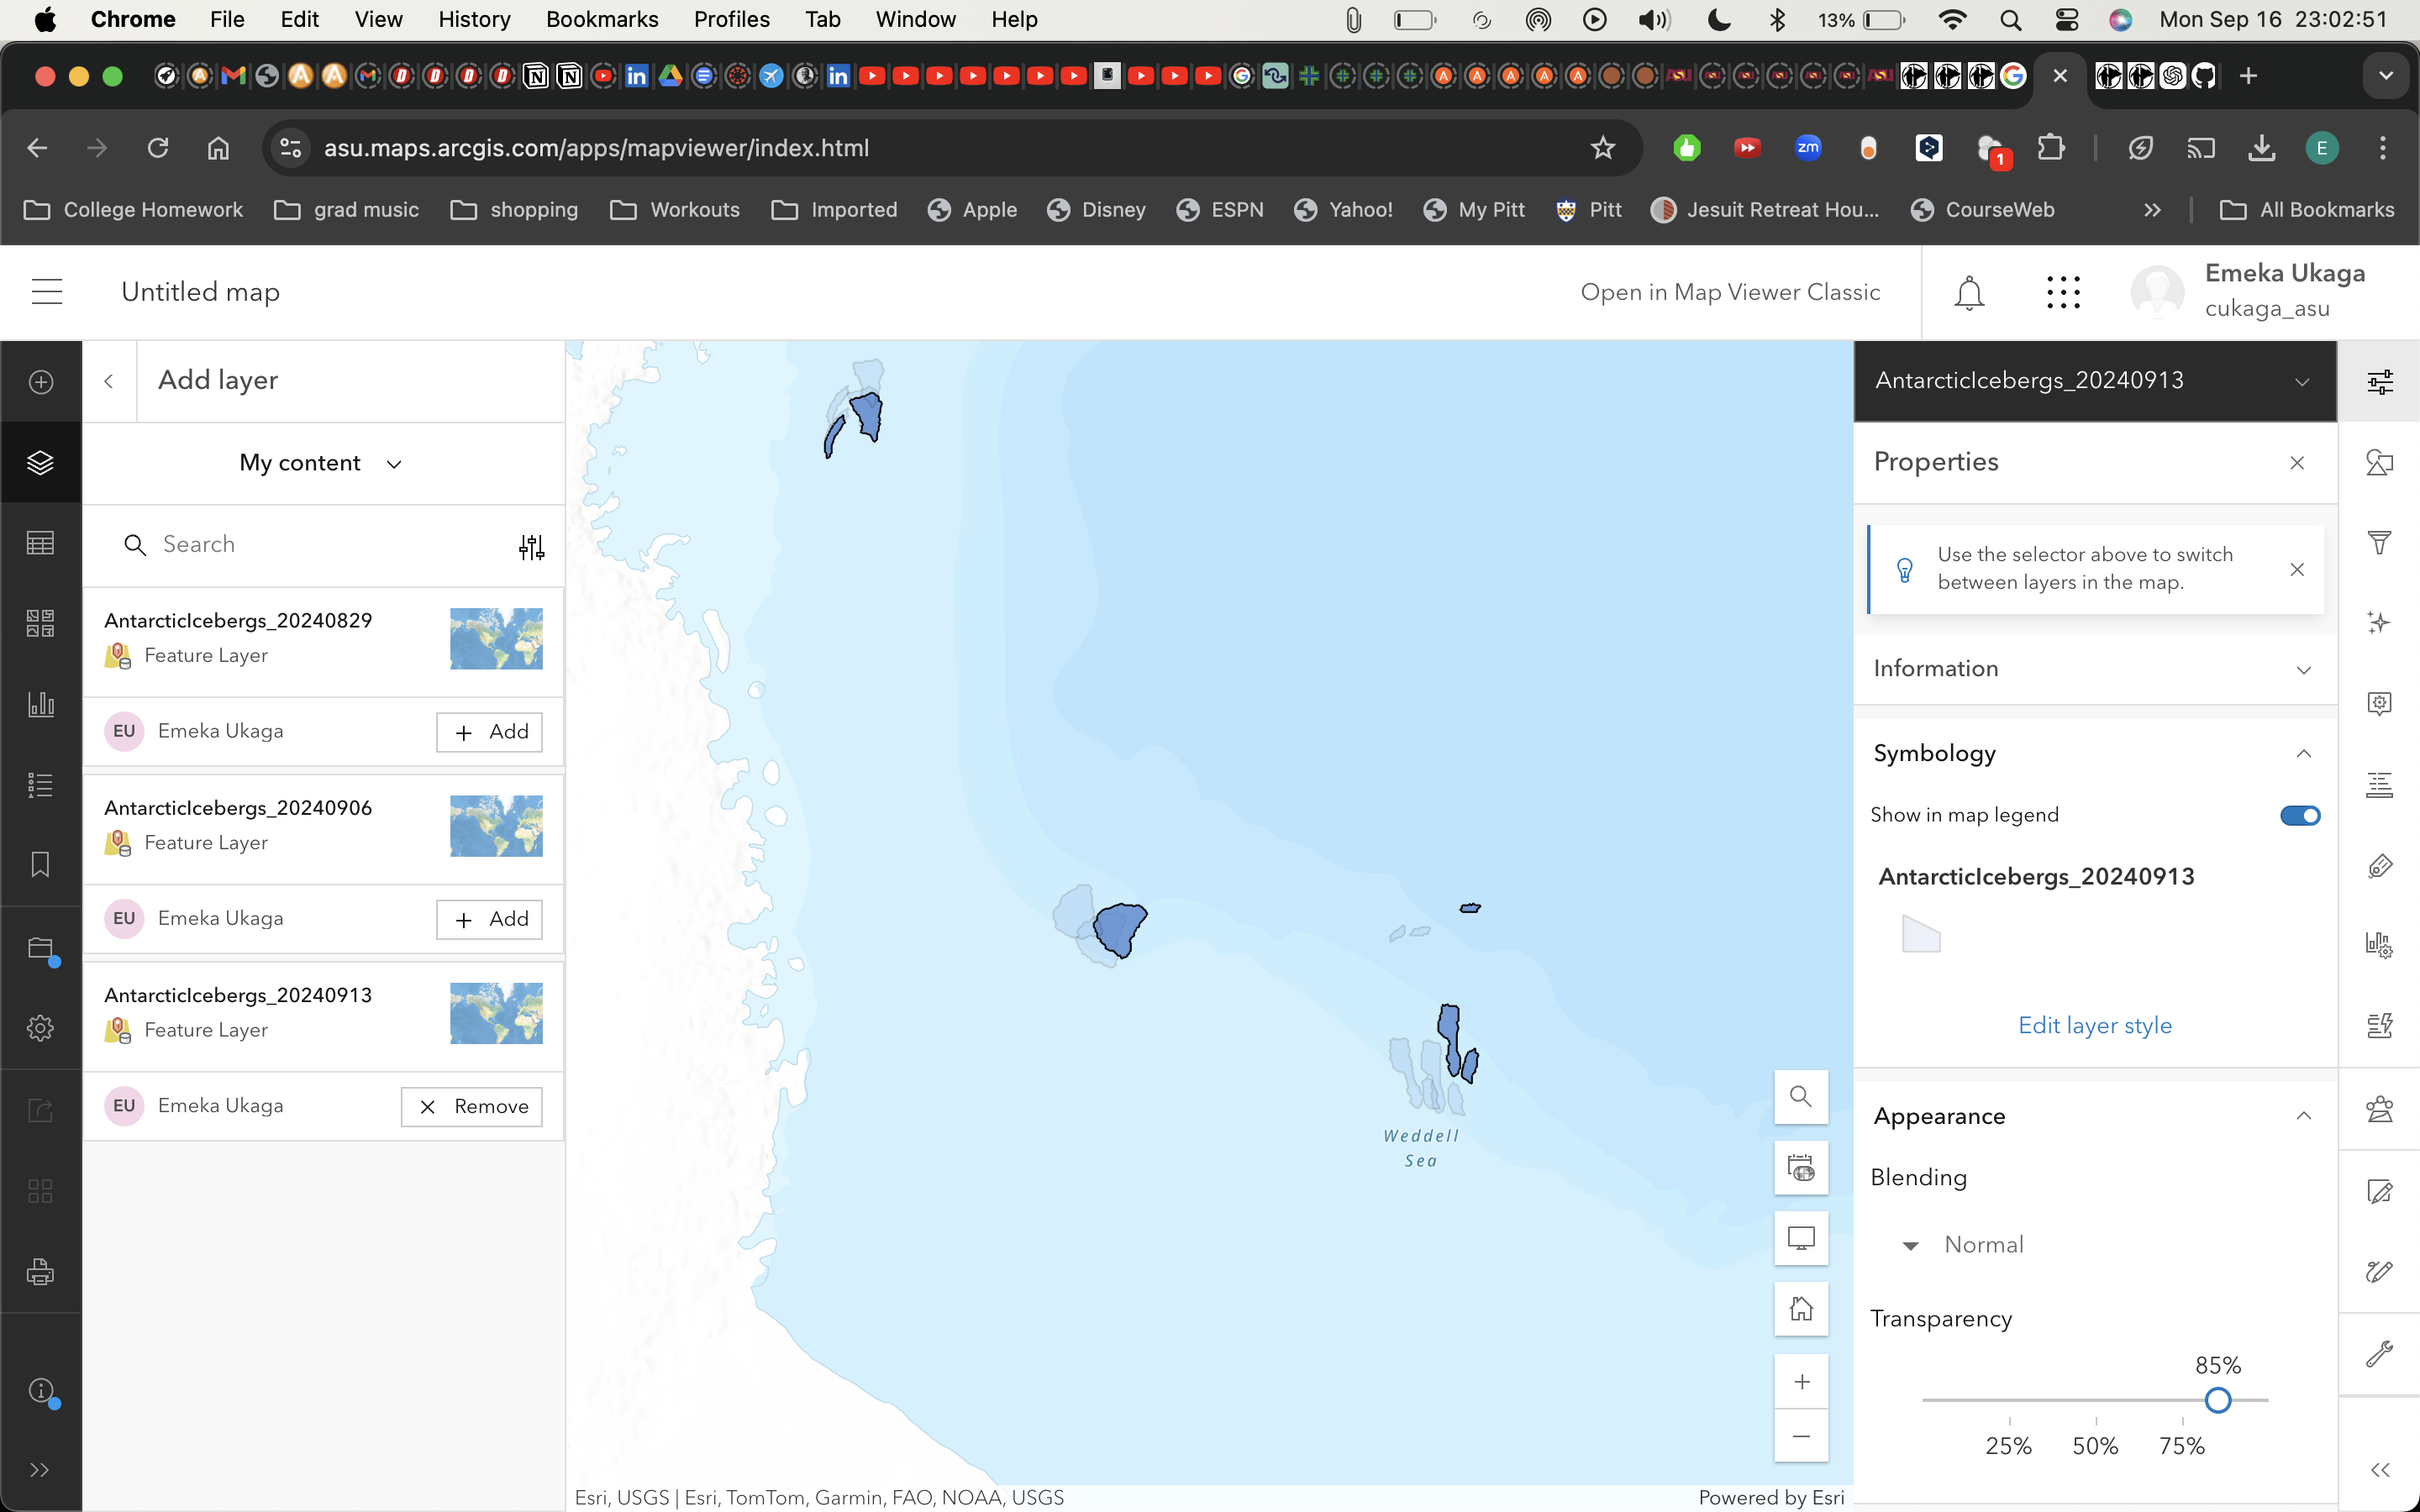 Chrome File Edit View History Bookmarks Profiles Tab Window Help 13% Mon Sep 16 23:02:51
asu.maps.arcgis.com/apps/mapviewer/index.html zm 1 E
College Homework grad music shopping Workouts Imported Apple Disney ESPN Yahoo! My Pitt Pitt Jesuit Retreat Hou... CourseWeb All Bookmarks
Untitled map
Open in Map Viewer Classic
Emeka Ukaga
cukaga_asu
Add layer
My content
Search
AntarcticIcebergs_20240829
Feature Layer
EU Emeka Ukaga + Add
AntarcticIcebergs_20240906
Feature Layer
EU Emeka Ukaga + Add
AntarcticIcebergs_20240913
Feature Layer
EU Emeka Ukaga × Remove
Weddell
Sea
Esri, USGS | Esri, TomTom, Garmin, FAO, NOAA, USGS
Powered by Esri
AntarcticIcebergs_20240913
Properties
Use the selector above to switch
between layers in the map.
Information
Symbology
Show in map legend
AntarcticIcebergs_20240913
Edit layer style
Appearance
Blending
Normal
Transparency
85%
25% 50% 75%